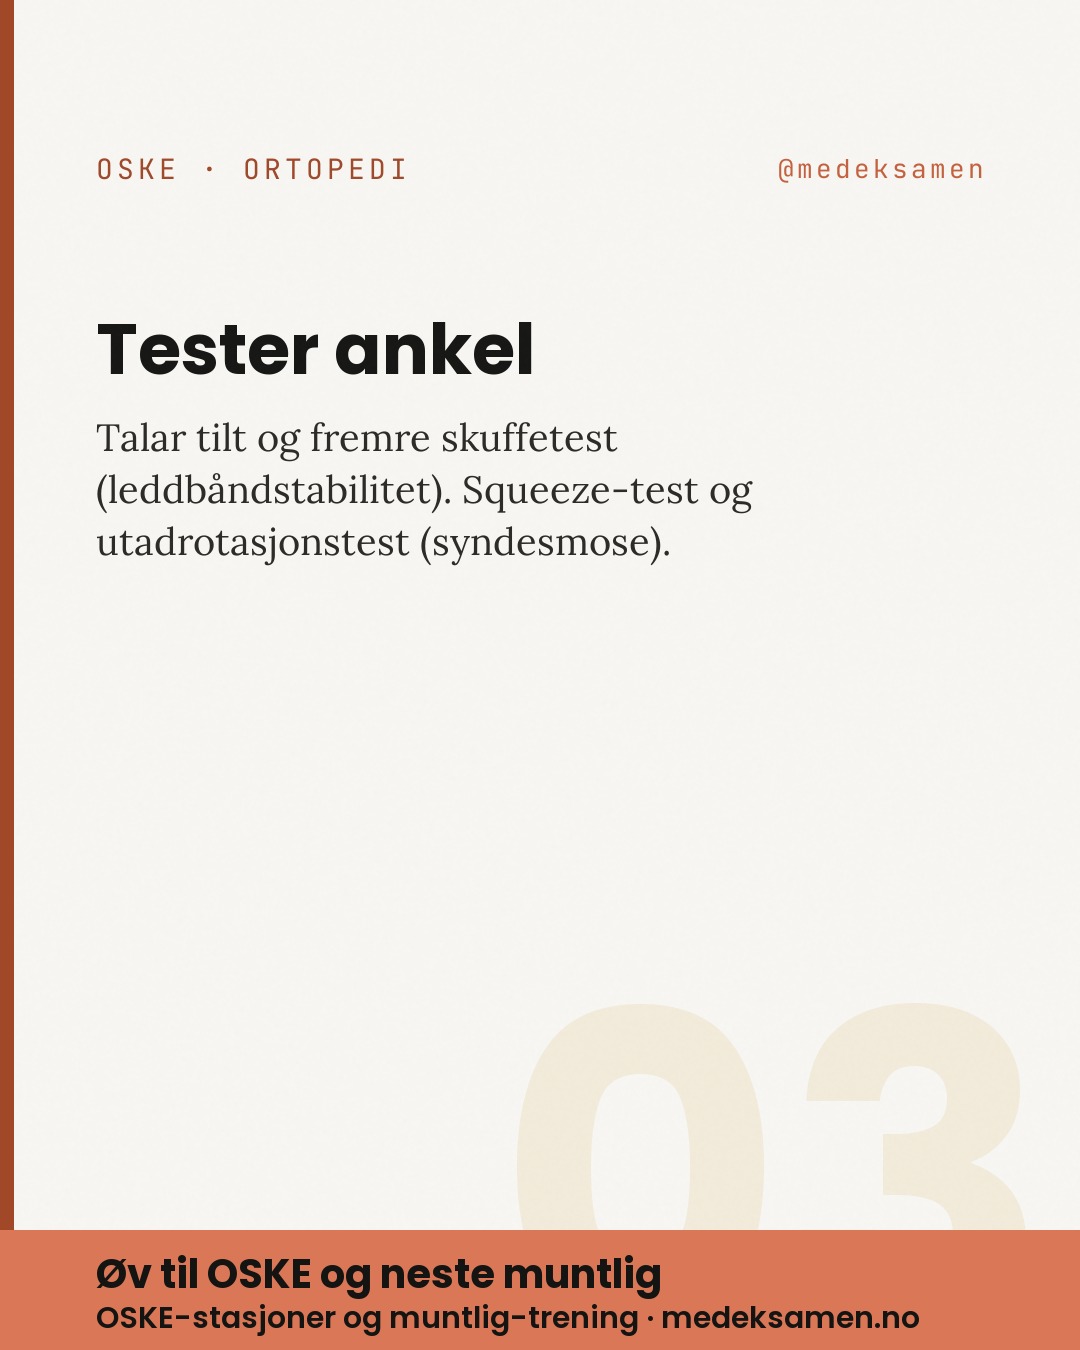 OSKE · ORTOPEDI
@medeksamen
Tester ankel
Talar tilt og fremre skuffetest
(leddbåndstabilitet). Squeeze-test og
utadrotasjonstest (syndesmose).
03
Øv til OSKE og neste muntlig
OSKE-stasjoner og muntlig-trening · medeksamen.no